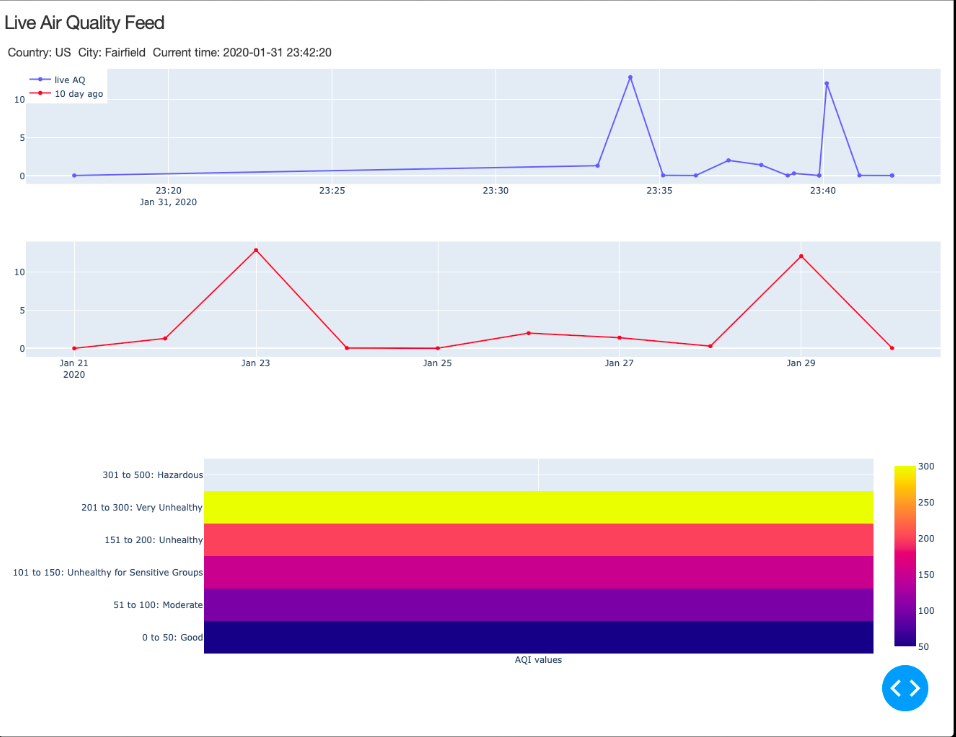 Live Air Quality Feed
Country: US City: Fairfield Current time: 2020-01-31 23:42:20
live AQ
10 day ago
10
5
0
23:20 23:25 23:30 23:35 23:40
Jan 31, 2020
10
5
0
Jan 21 Jan 23 Jan 25 Jan 27 Jan 29
2020
301 to 500: Hazardous
201 to 300: Very Unhealthy
151 to 200: Unhealthy
101 to 150: Unhealthy for Sensitive Groups
51 to 100: Moderate
0 to 50: Good
AQI values
300
250
200
150
100
50